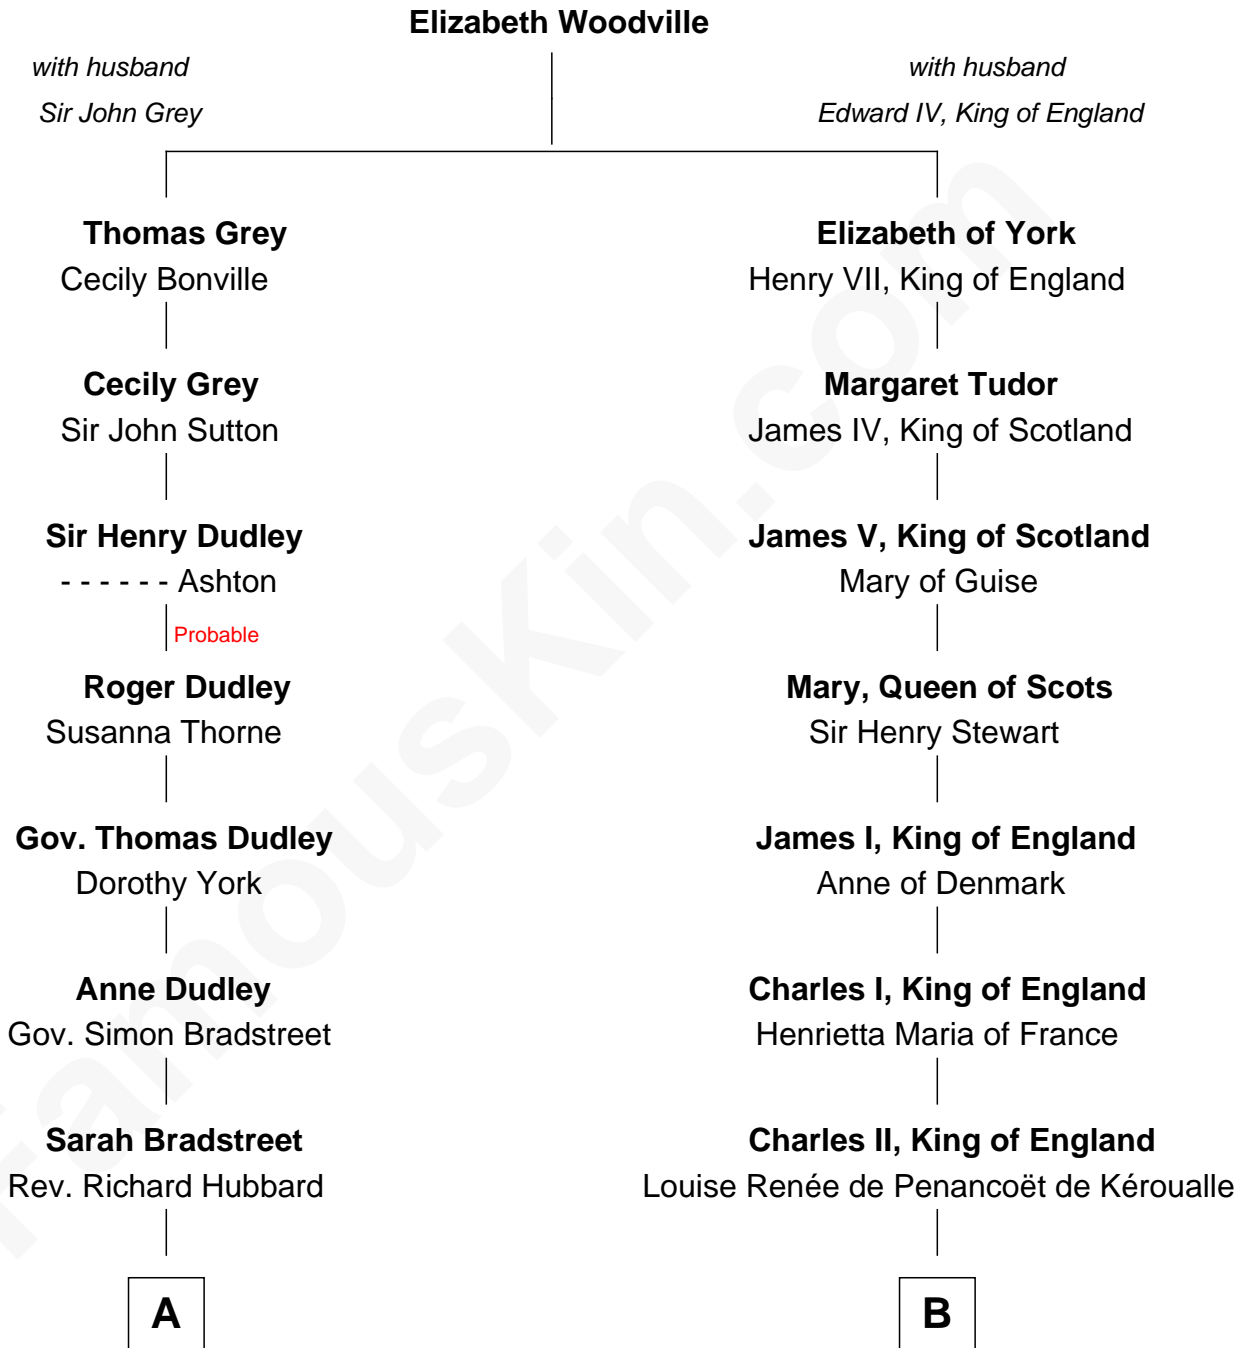 Elizabeth Woodville
with husband
Sir John Grey
with husband
Edward IV, King of England
Thomas Grey
Cecily Bonville
Elizabeth of York
Henry VII, King of England
Cecily Grey
Sir John Sutton
Margaret Tudor
James IV, King of Scotland
Sir Henry Dudley
- - - - - - Ashton
Probable
James V, King of Scotland
Mary of Guise
Roger Dudley
Susanna Thorne
Mary, Queen of Scots
Sir Henry Stewart
Gov. Thomas Dudley
Dorothy York
James I, King of England
Anne of Denmark
Anne Dudley
Gov. Simon Bradstreet
Charles I, King of England
Henrietta Maria of France
Sarah Bradstreet
Rev. Richard Hubbard
Charles II, King of England
Louise Renée de Penancoët de Kéroualle
A
B
FamousKin.com